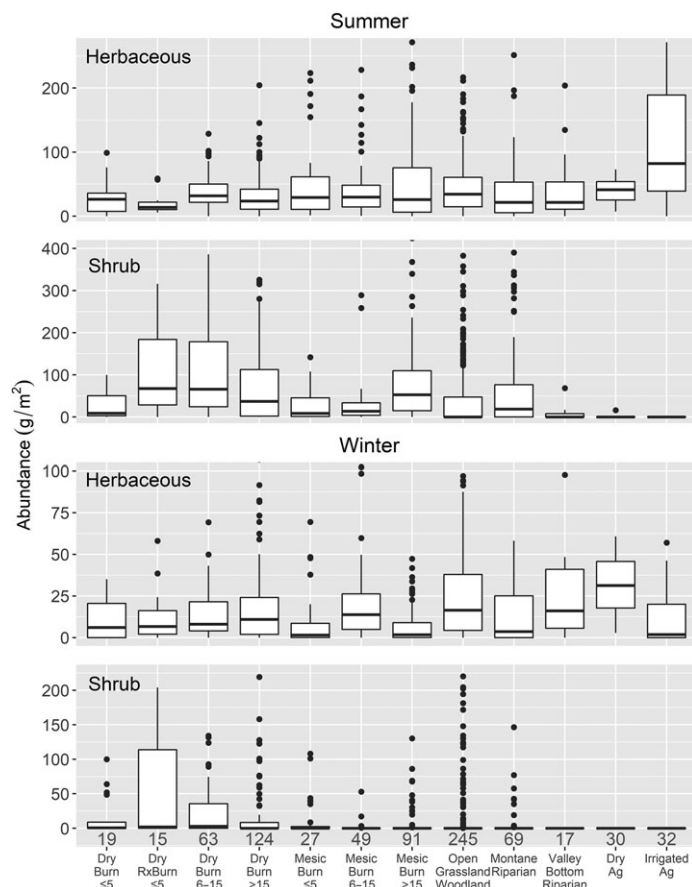 Summer
Herbaceous
200
100
0
Shrub
400
300
200
100
0
Abundance (g/m²)
Winter
Herbaceous
100
75
50
25
0
Shrub
200
150
100
50
0
19 15 63 124 27 49 91 245 69 17 30 32
Dry Dry Dry Dry Mesic Mesic Mesic Open Montane Valley Dry Irrigated
Burn RxBurn Burn Burn Burn Burn Burn Grassland Riparian Bottom Ag Ag
≤5 ≤5 6–15 >15 ≤5 6–15 >15 Woodland Riparian